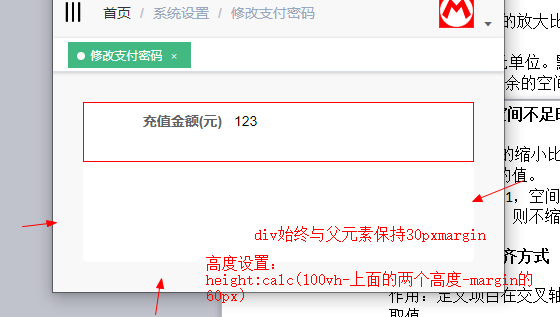 首页 / 系统设置 / 修改支付密码
的放大比
修改支付密码 ×
元单位。默
余的空间
充值金额(元) 123
空间不足时
的缩小比
的值。
1，空间
则不缩
div始终与父元素保持30pxmargin
高度设置：
齐方式
height:calc(100vh-上面的两个高度-margin的
60px)
作用：定义项目在交叉轴
取值